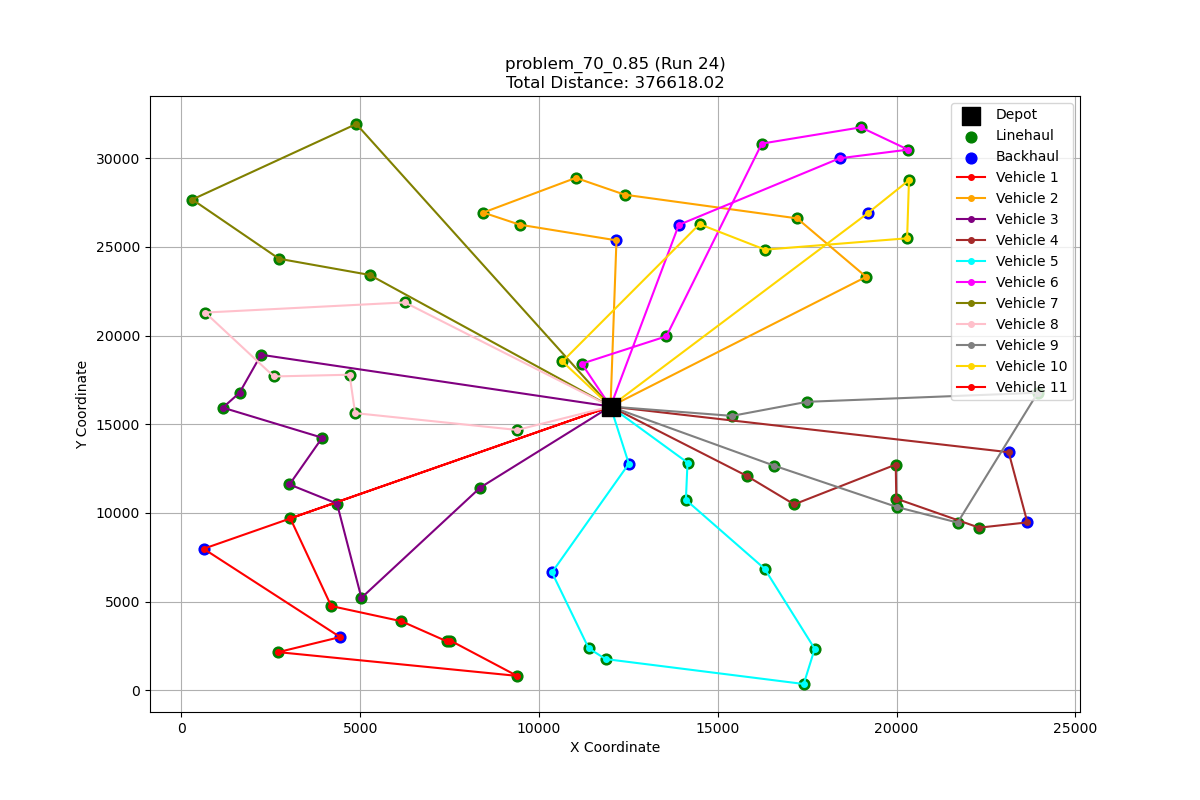 problem_70_0.85 (Run 24)
Total Distance: 376618.02
Depot
Linehaul
Backhaul
Vehicle 1
Vehicle 2
Vehicle 3
Vehicle 4
Vehicle 5
Vehicle 6
Vehicle 7
Vehicle 8
Vehicle 9
Vehicle 10
Vehicle 11
Y Coordinate
30000
25000
20000
15000
10000
5000
0
0 5000 10000 15000 20000 25000
X Coordinate